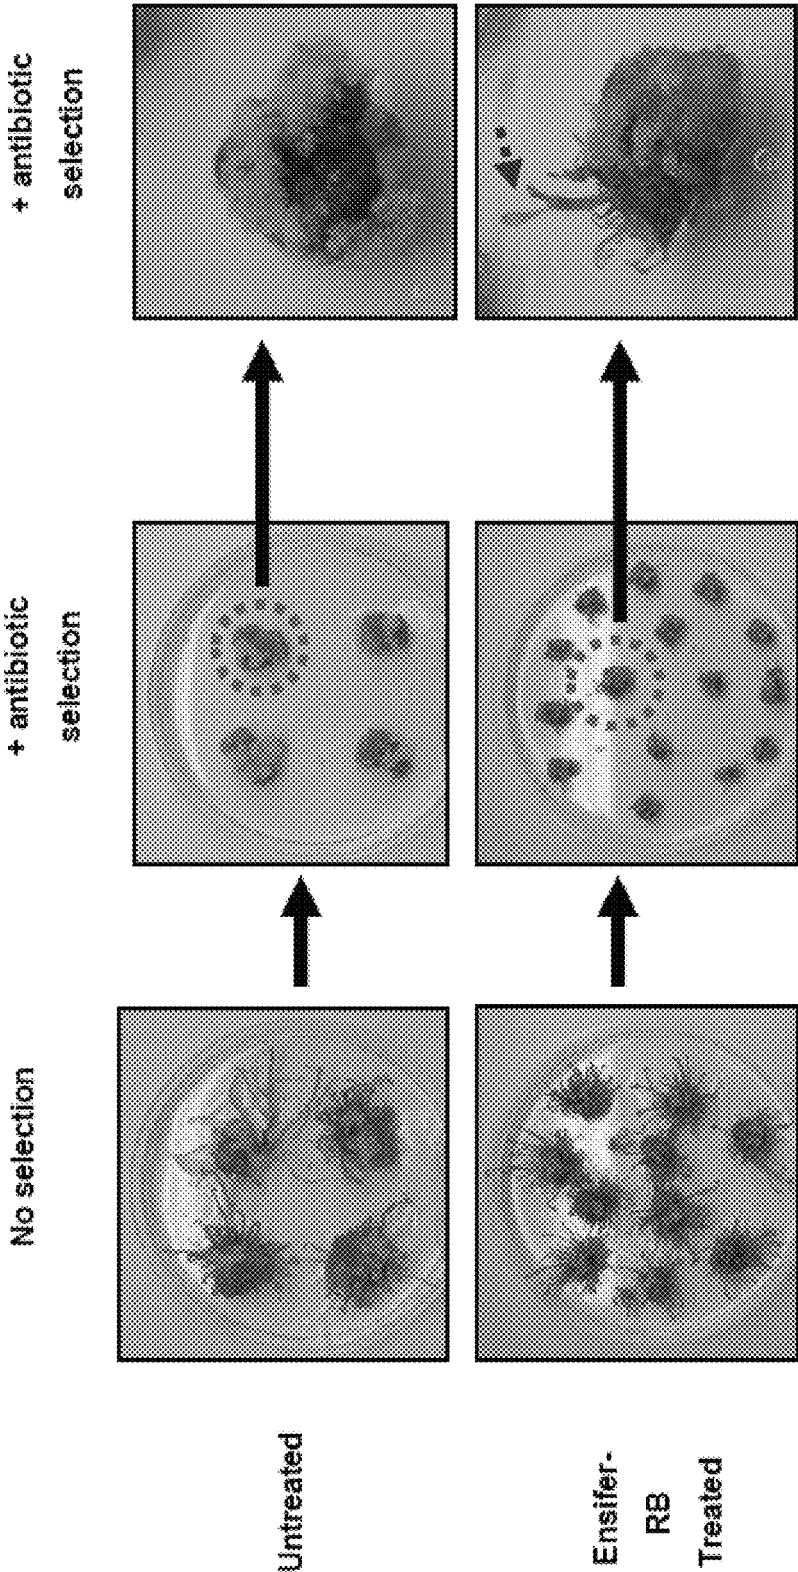 No selection
+ antibiotic
selection
+ antibiotic
selection
Untreated
Ensifer-
RB
Treated